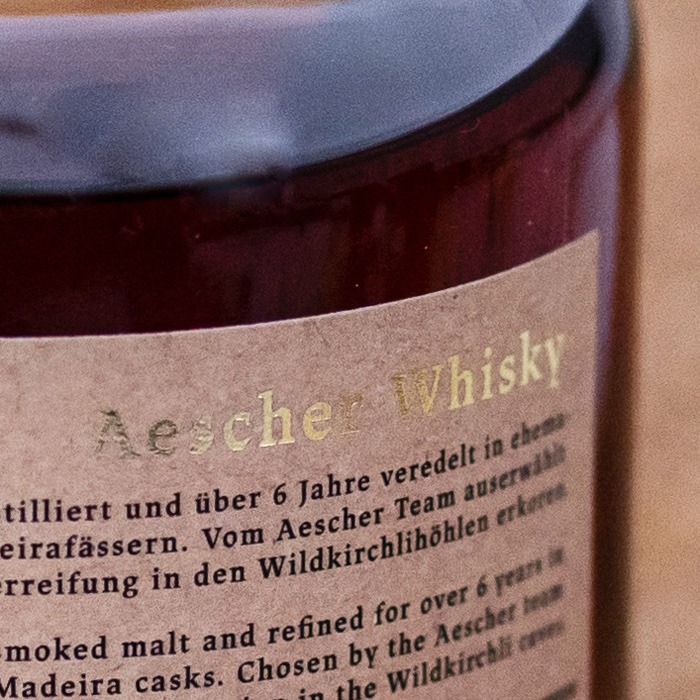 Aescher Whisky
tilliert und über 6 Jahre veredelt in ehema-
eirafässern. Vom Aescher Team auserwählt
erreifung in den Wildkirchlihöhlen erkoren.
moked malt and refined for over 6 years in
Madeira casks. Chosen by the Aescher team
in the Wildkirchli caves.